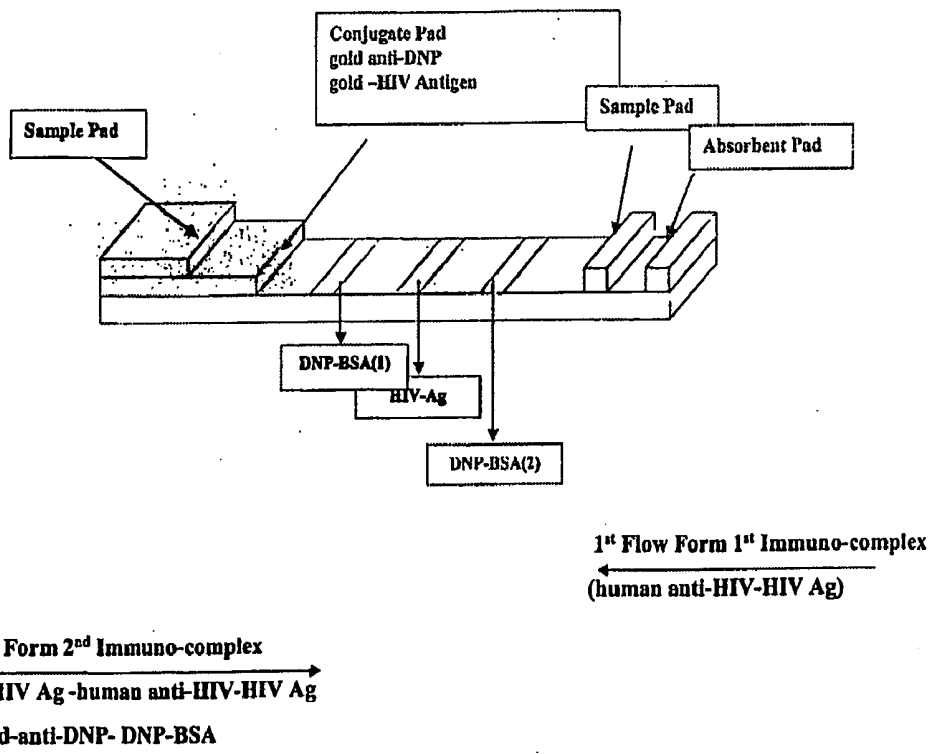 Conjugate Pad
gold anti-DNP
gold –HIV Antigen
Sample Pad
Sample Pad
Absorbent Pad
DNP-BSA(1)
HIV-Ag
DNP-BSA(2)
1st Flow Form 1st Immuno-complex
(human anti-HIV-HIV Ag)
Form 2nd Immuno-complex
HIV Ag -human anti-HIV-HIV Ag
d-anti-DNP- DNP-BSA